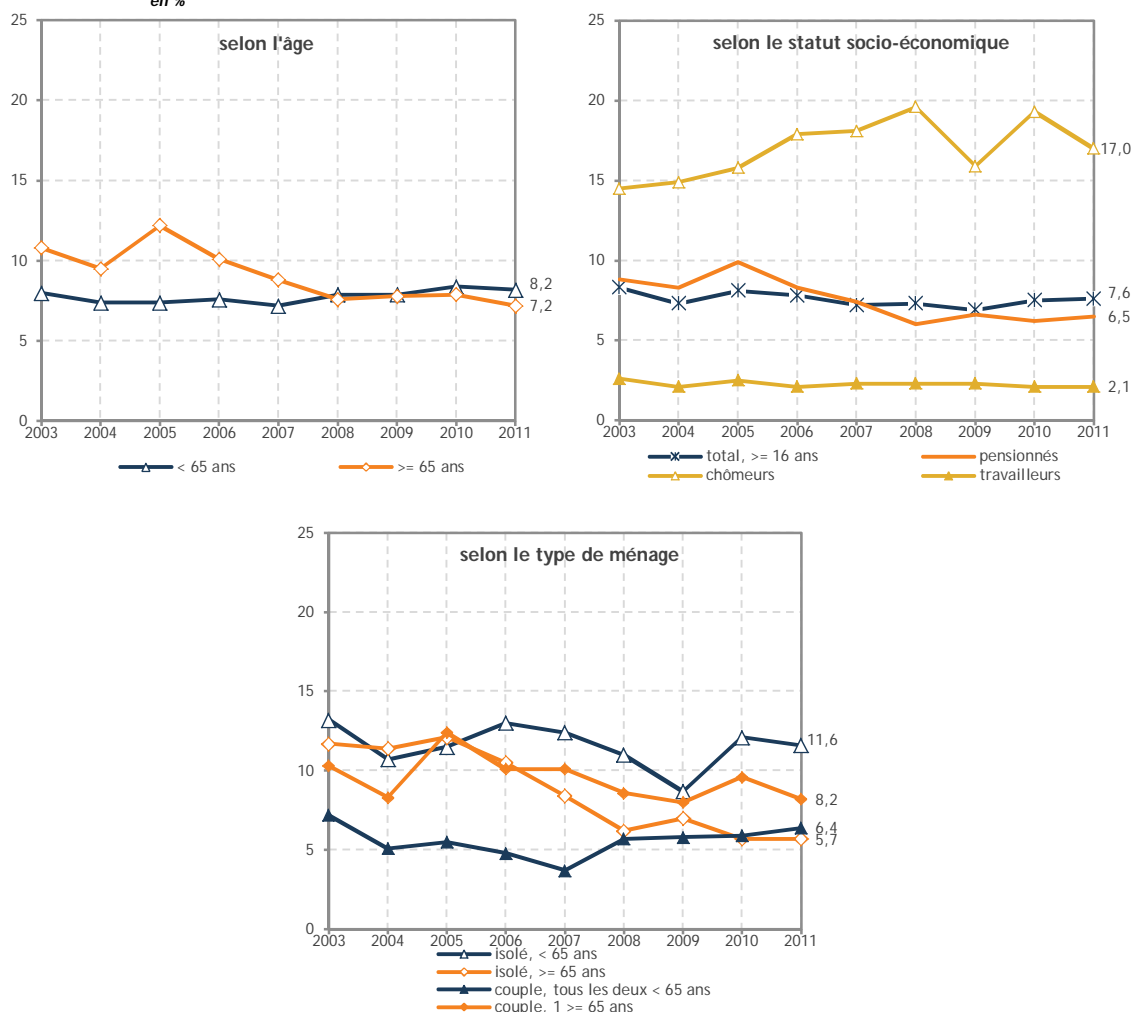 en %
selon l'âge
25
20
15
10
5
0
8,2
7,2
2003 2004 2005 2006 2007 2008 2009 2010 2011
< 65 ans >= 65 ans
selon le statut socio-économique
25
20
15
10
5
0
17,0
7,6
6,5
2,1
2003 2004 2005 2006 2007 2008 2009 2010 2011
total, >= 16 ans pensionnés
chômeurs travailleurs
selon le type de ménage
25
20
15
10
5
0
11,6
8,2
6,4
5,7
2003 2004 2005 2006 2007 2008 2009 2010 2011
isolé, < 65 ans
isolé, >= 65 ans
couple, tous les deux < 65 ans
couple, 1 >= 65 ans